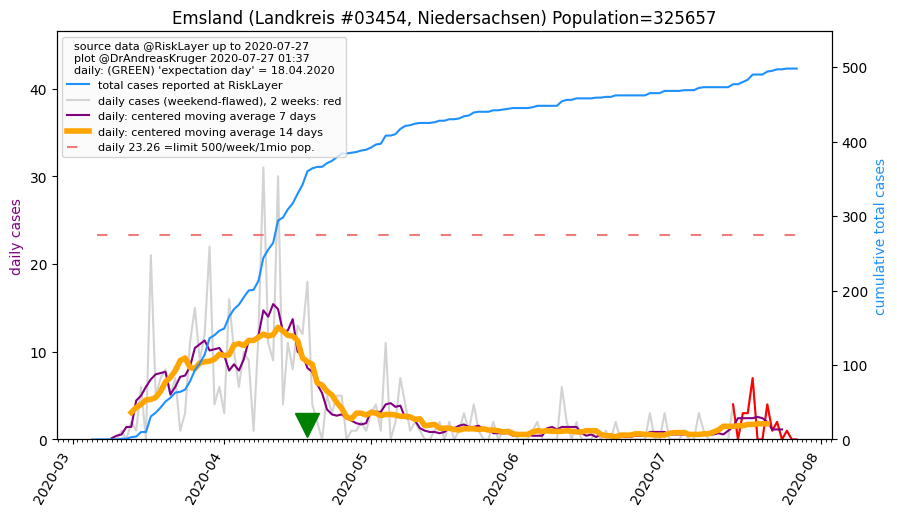 Emsland (Landkreis #03454, Niedersachsen) Population=325657
source data @RiskLayer up to 2020-07-27
plot @DrAndreasKruger 2020-07-27 01:37
daily: (GREEN) 'expectation day' = 18.04.2020
total cases reported at RiskLayer
daily cases (weekend-flawed), 2 weeks: red
daily: centered moving average 7 days
daily: centered moving average 14 days
daily 23.26 =limit 500/week/1mio pop.
daily cases
40
30
20
10
0
cumulative total cases
500
400
300
200
100
0
2020-03
2020-04
2020-05
2020-06
2020-07
2020-08